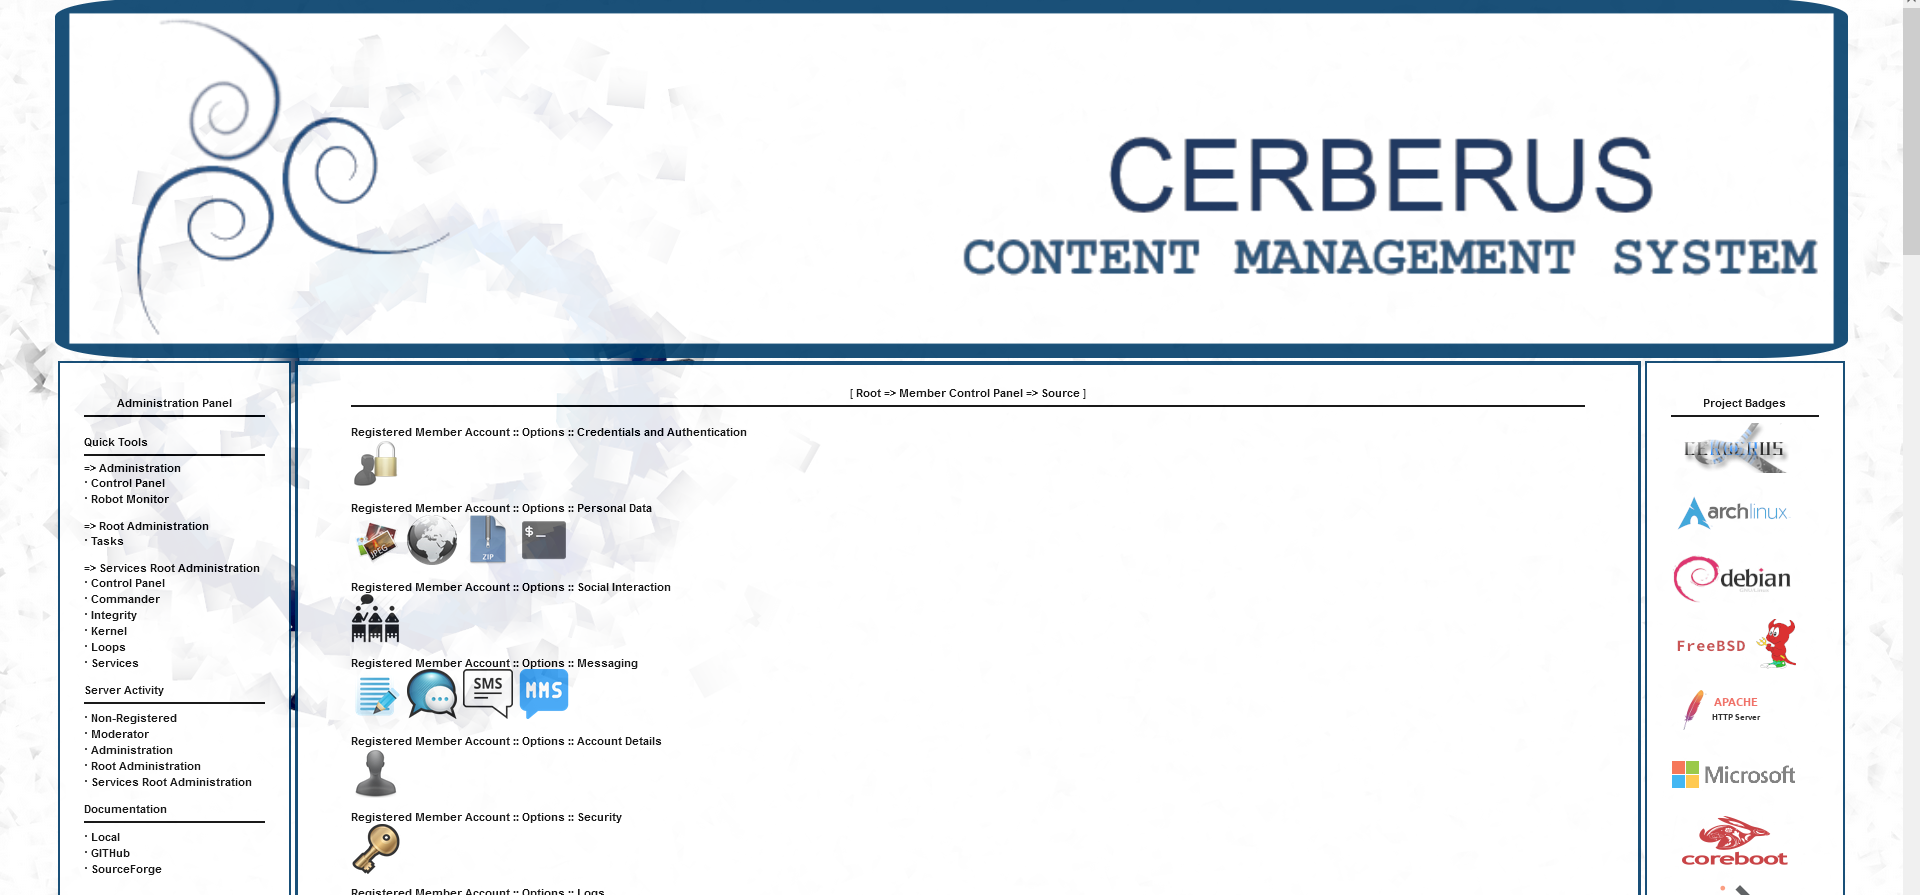 CERBERUS
CONTENT MANAGEMENT SYSTEM
Administration Panel
Quick Tools
=> Administration
· Control Panel
· Robot Monitor
=> Root Administration
· Tasks
=> Services Root Administration
· Control Panel
· Commander
· Integrity
· Kernel
· Loops
· Services
Server Activity
· Non-Registered
· Moderator
· Administration
· Root Administration
· Services Root Administration
Documentation
· Local
· GITHub
· SourceForge
[ Root => Member Control Panel => Source ]
Registered Member Account :: Options :: Credentials and Authentication
Registered Member Account :: Options :: Personal Data
JPEG
ZIP
$_
Registered Member Account :: Options :: Social Interaction
Registered Member Account :: Options :: Messaging
SMS
MMS
Registered Member Account :: Options :: Account Details
Registered Member Account :: Options :: Security
Registered Member Account :: Options :: Logs
Project Badges
CERBERUS
archlinux
debian
FreeBSD
APACHE
HTTP Server
Microsoft
coreboot